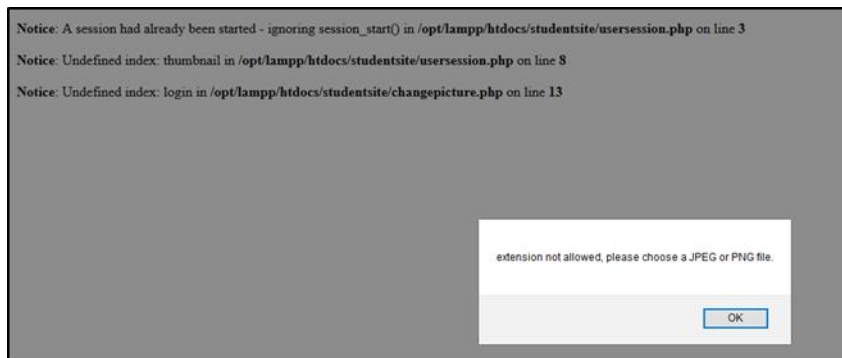 Notice: A session had already been started - ignoring session_start() in /opt/lampp/htdocs/studentsite/usersession.php on line 3
Notice: Undefined index: thumbnail in /opt/lampp/htdocs/studentsite/usersession.php on line 8
Notice: Undefined index: login in /opt/lampp/htdocs/studentsite/changepicture.php on line 13
extension not allowed, please choose a JPEG or PNG file.
OK